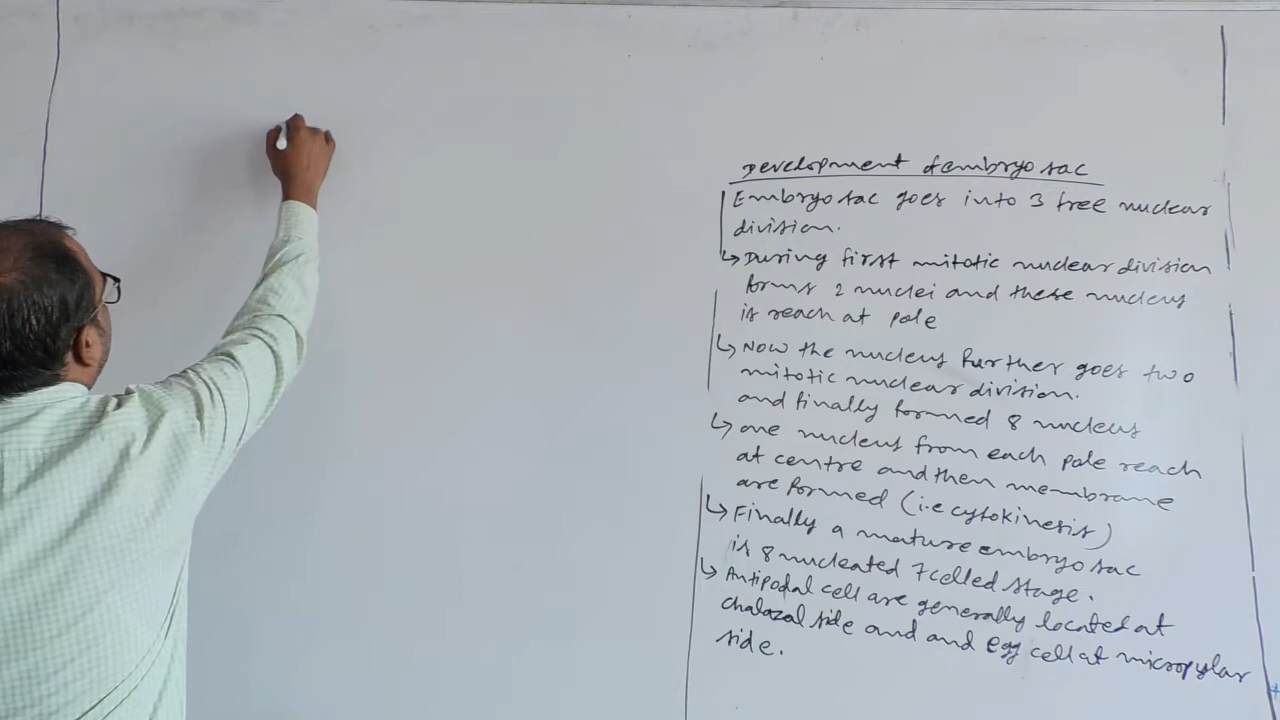 Development of embryo sac
Embryo sac goes into 3 free nuclear
division.
↳ During first mitotic nuclear division
forms 2 nuclei and these nucleus
is reach at pole
↳ Now the nucleus further goes two
mitotic nuclear division.
and finally formed 8 nucleus
↳ one nucleus from each pole reach
at centre and then membrane
are formed (i.e cytokinesis)
↳ Finally a mature embryo sac
is 8 nucleated 7 celled stage.
↳ Antipodal cell are generally located at
chalazal side and and egg cell at micropylar
side.